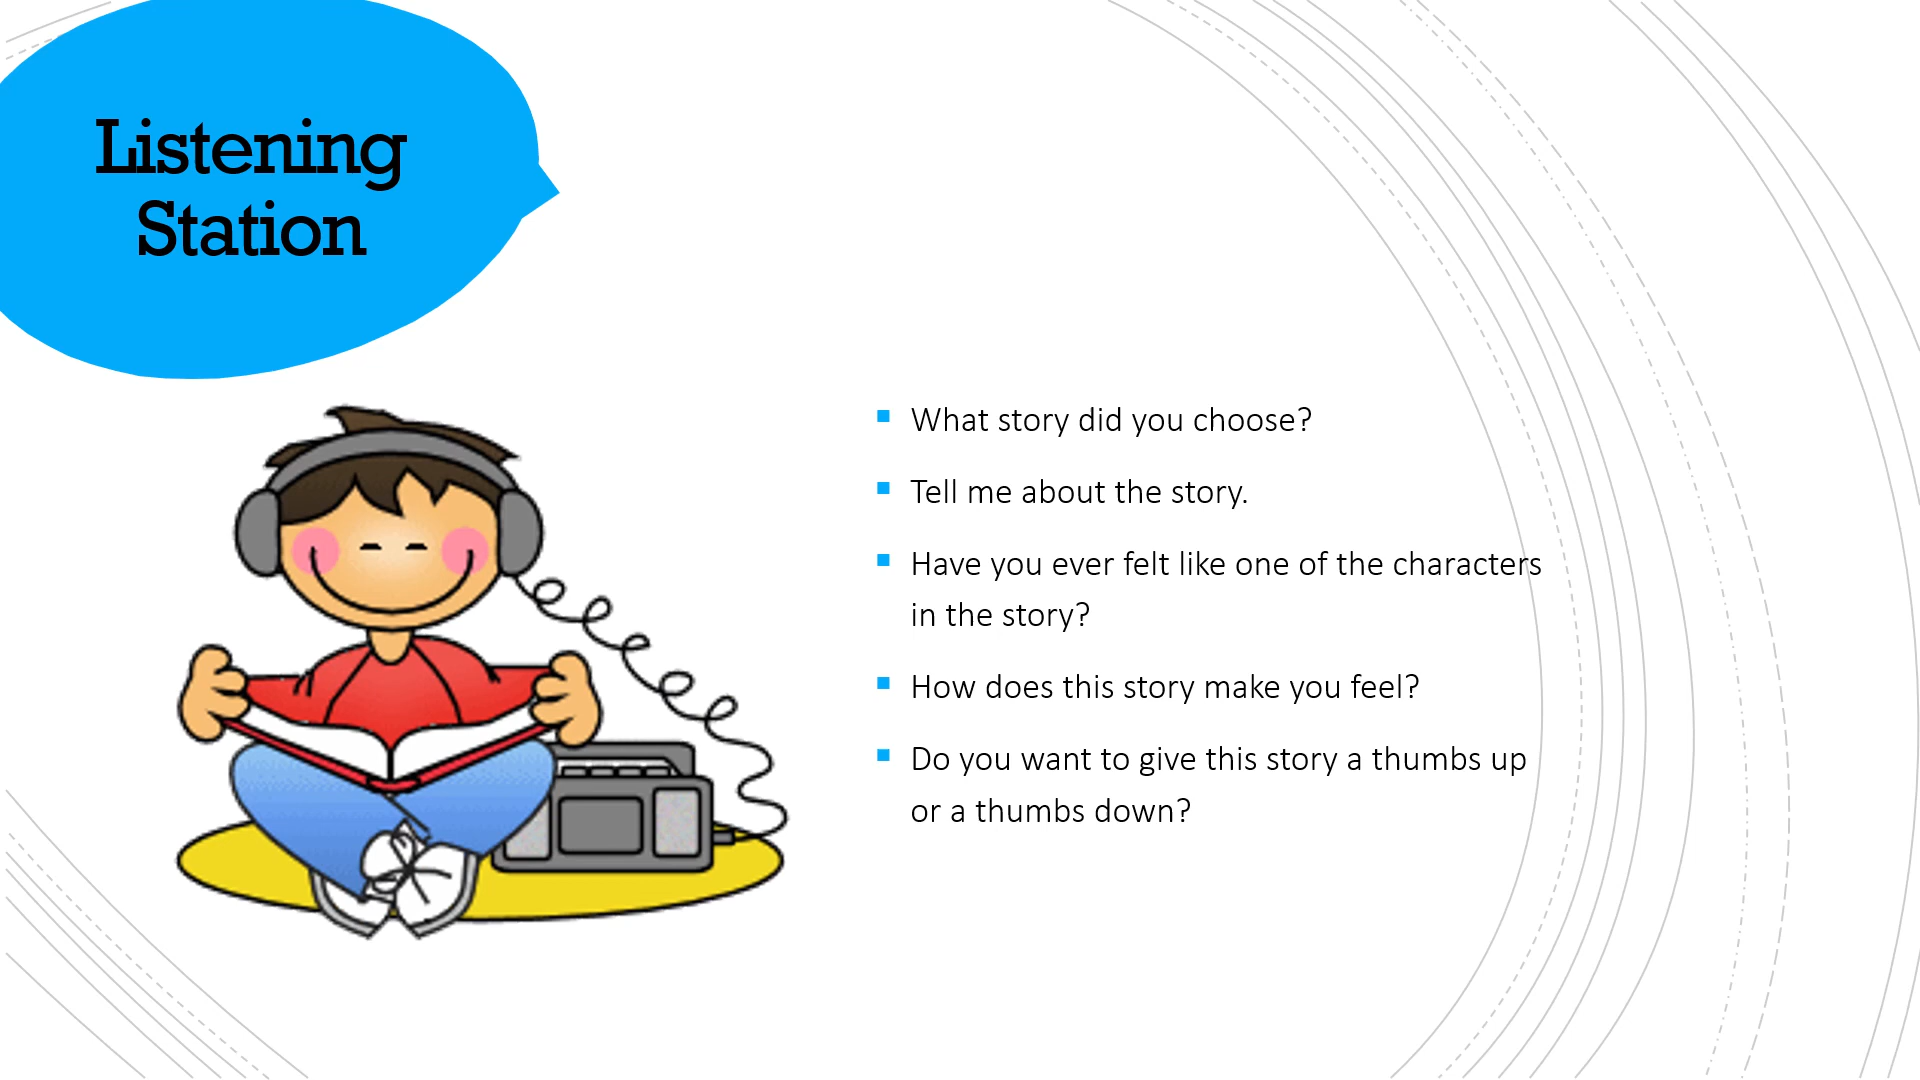 Listening
Station
What story did you choose?
Tell me about the story.
Have you ever felt like one of the characters
in the story?
How does this story make you feel?
Do you want to give this story a thumbs up
or a thumbs down?